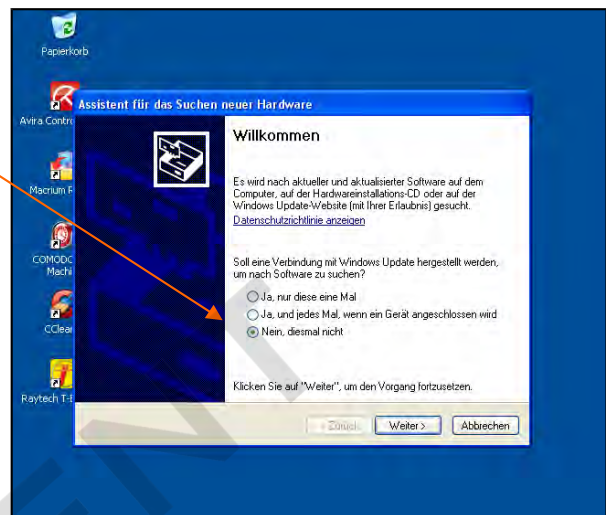 Papierkorb
Avira Contro
Macrium R
COMODO
Machi
CClea
Raytech T-
Assistent für das Suchen neuer Hardware
Willkommen
Es wird nach aktueller und aktualisierter Software auf dem
Computer, auf der Hardwareinstallations-CD oder auf der
Windows Update-Website (mit Ihrer Erlaubnis) gesucht.
Datenschutzrichtlinie anzeigen
Soll eine Verbindung mit Windows Update hergestellt werden,
um nach Software zu suchen?
Ja, nur diese eine Mal
Ja, und jedes Mal, wenn ein Gerät angeschlossen wird
Nein, diesmal nicht
Klicken Sie auf "Weiter", um den Vorgang fortzusetzen.
< Zurück Weiter > Abbrechen